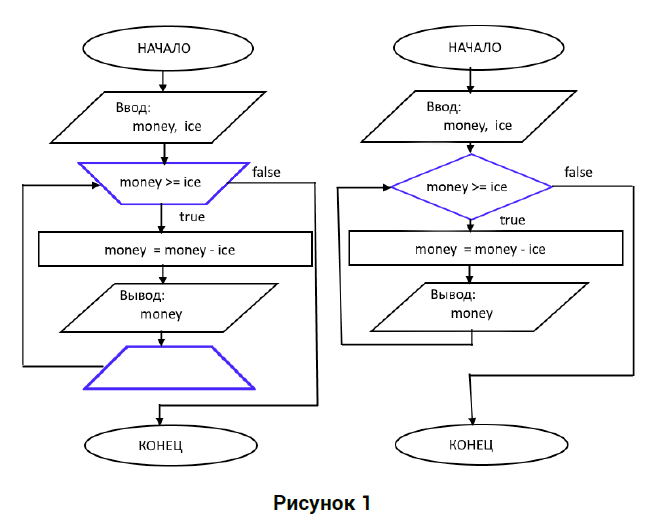 НАЧАЛО
Ввод:
money, ice
money >= ice
false
true
money = money - ice
Вывод:
money
КОНЕЦ
НАЧАЛО
Ввод:
money, ice
money >= ice
false
true
money = money - ice
Вывод:
money
КОНЕЦ
Рисунок 1